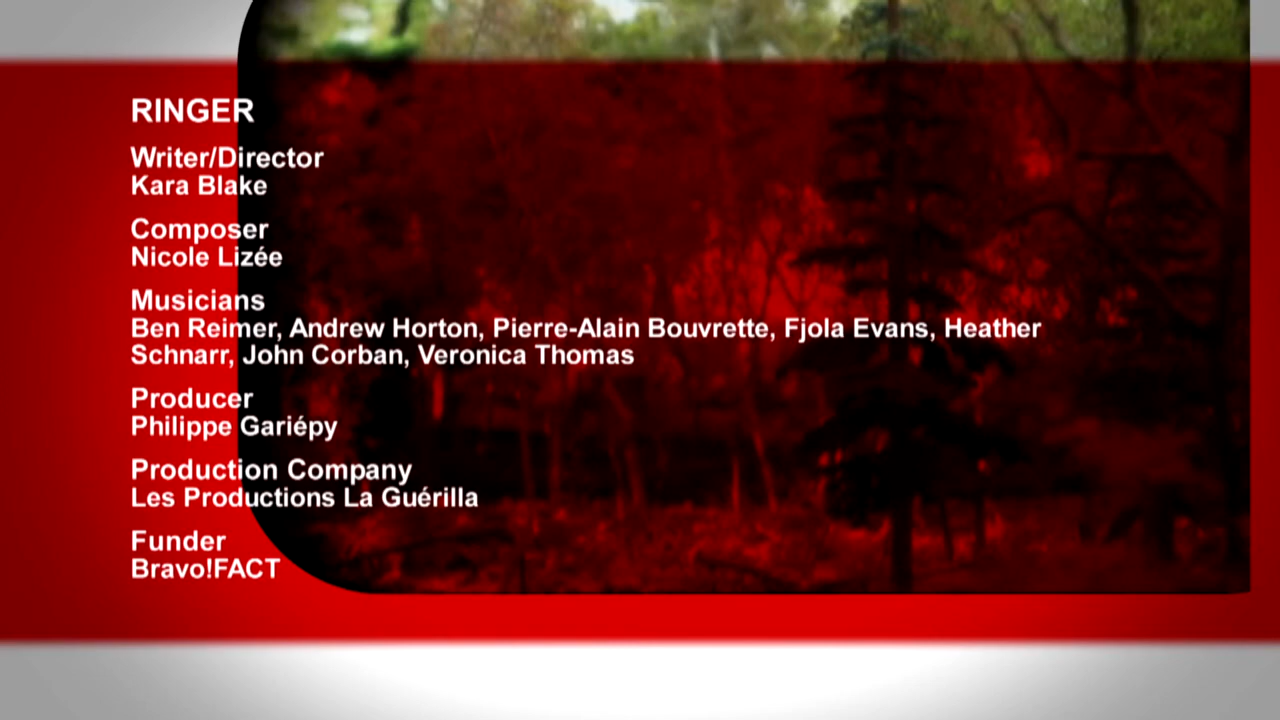 RINGER
Writer/Director
Kara Blake
Composer
Nicole Lizée
Musicians
Ben Reimer, Andrew Horton, Pierre-Alain Bouvrette, Fjola Evans, Heather
Schnarr, John Corban, Veronica Thomas
Producer
Philippe Gariépy
Production Company
Les Productions La Guérilla
Funder
Bravo!FACT